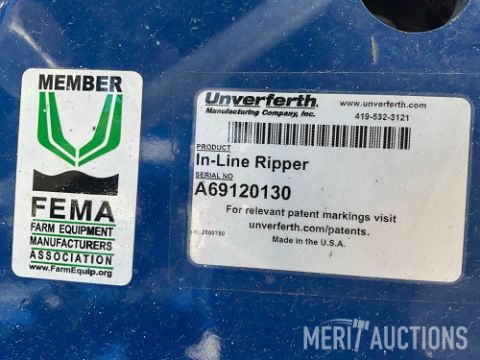 MEMBER
FEMA
FARM EQUIPMENT
MANUFACTURERS
ASSOCIATION
www.FarmEquip.org
Unverferth®
Manufacturing Company, Inc.
www.unverferth.com
419-532-3121
PRODUCT
In-Line Ripper
SERIAL NO
A69120130
For relevant patent markings visit
unverferth.com/patents.
Made in the U.S.A.
MERIT AUCTIONS